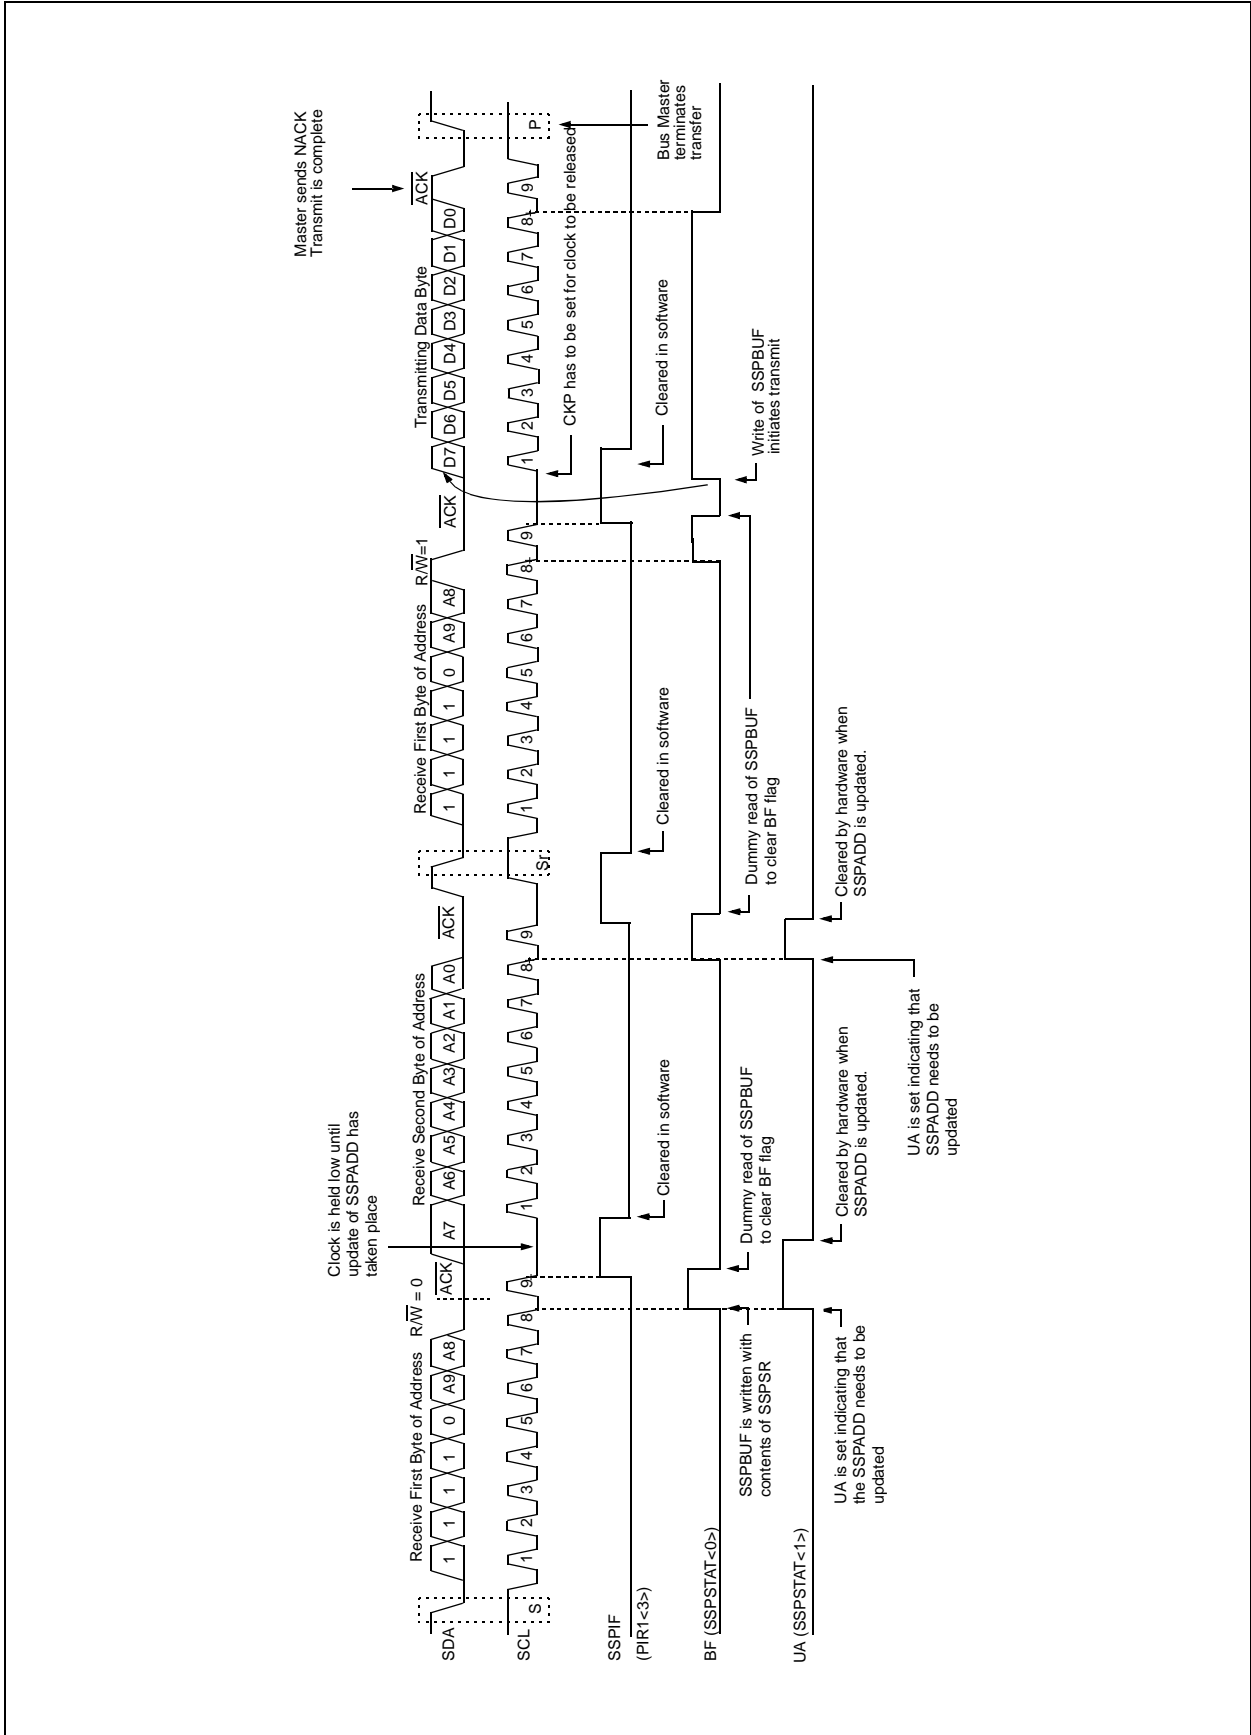 Master sends NACK
Transmit is complete
Clock is held low until
update of SSPADD has
taken place
Receive First Byte of Address R/W = 0
Receive Second Byte of Address
Receive First Byte of Address R/W=1
Transmitting Data Byte
ACK
SDA
1 1 1 1 0 A9 A8
ACK
A7 A6 A5 A4 A3 A2 A1 A0
ACK
1 1 1 1 0 A9 A8
ACK
D7 D6 D5 D4 D3 D2 D1 D0
SCL
S
1 2 3 4 5 6 7 8 9
1 2 3 4 5 6 7 8 9
Sr
1 2 3 4 5 6 7 8 9
1 2 3 4 5 6 7 8 9
P
CKP has to be set for clock to be released
SSPIF
(PIR1<3>)
Cleared in software
Cleared in software
Cleared in software
Bus Master
terminates
transfer
BF (SSPSTAT<0>)
SSPBUF is written with
contents of SSPSR
Dummy read of SSPBUF
to clear BF flag
Dummy read of SSPBUF
to clear BF flag
Write of SSPBUF
initiates transmit
UA (SSPSTAT<1>)
UA is set indicating that
the SSPADD needs to be
updated
Cleared by hardware when
SSPADD is updated.
Cleared by hardware when
SSPADD is updated.
UA is set indicating that
SSPADD needs to be
updated